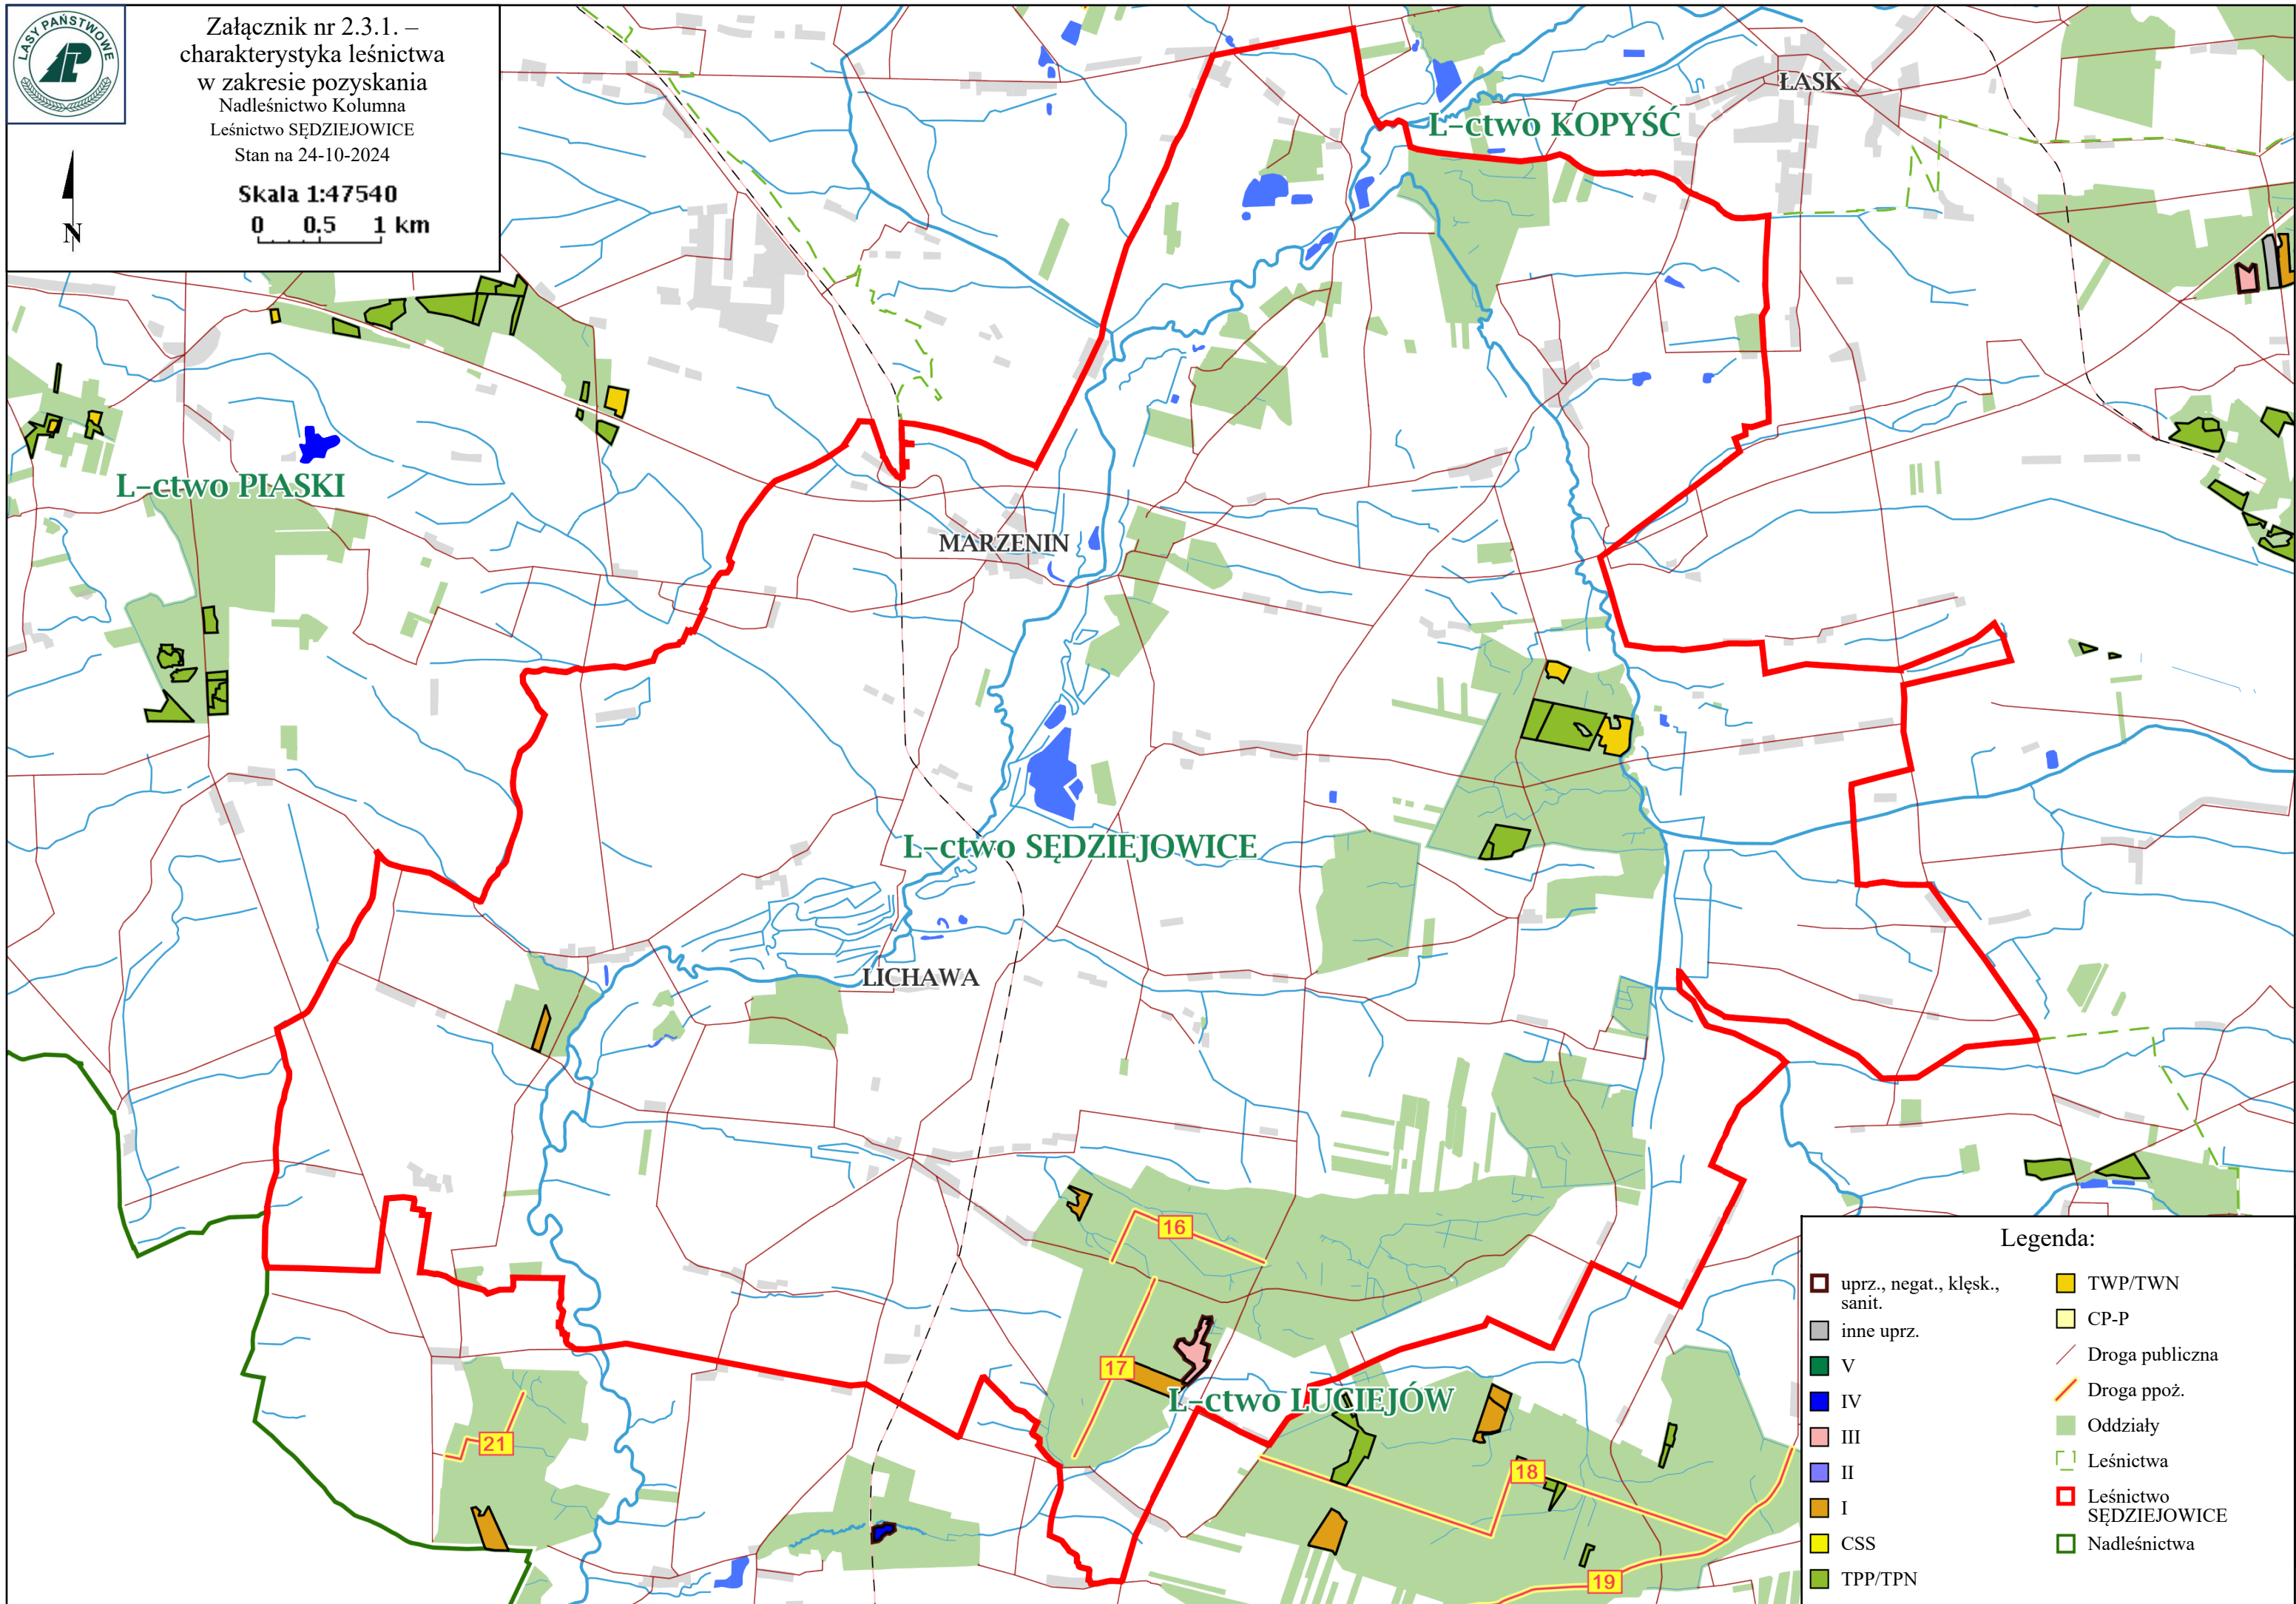 LASY PAŃSTWOWE
Załącznik nr 2.3.1. –
charakterystyka leśnictwa
w zakresie pozyskania
Nadleśnictwo Kolumna
Leśnictwo SĘDZIEJOWICE
Stan na 24-10-2024
Skala 1:47540
0 0.5 1 km
N
ŁASK
L-ctwo KOPYŚĆ
L-ctwo PIASKI
MARZENIN
L-ctwo SĘDZIEJOWICE
LICHAWA
16
17
L-ctwo LUCIEJÓW
21
18
19
Legenda:
uprz., negat., klęsk.,
sanit.
inne uprz.
V
IV
III
II
I
CSS
TPP/TPN
TWP/TWN
CP-P
Droga publiczna
Droga ppoż.
Oddziały
Leśnictwa
Leśnictwo
SĘDZIEJOWICE
Nadleśnictwa